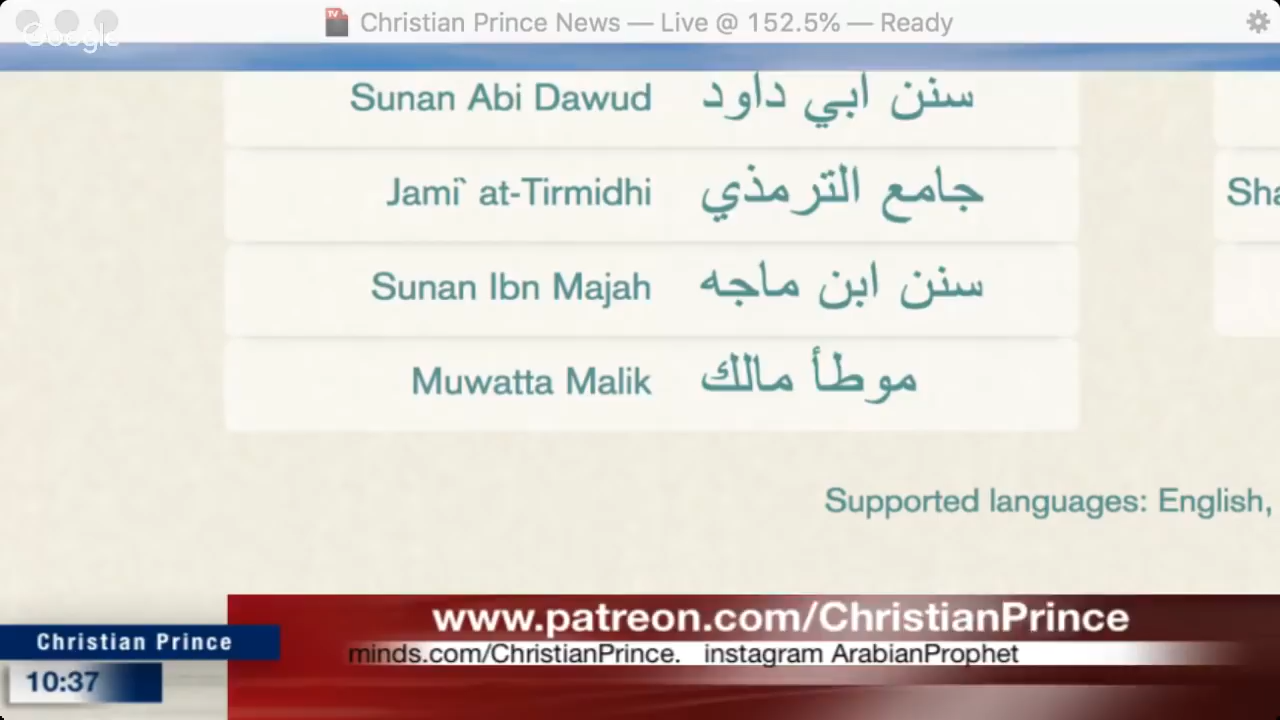 Christian Prince News — Live @ 152.5% — Ready
Google
Sunan Abi Dawud سنن ابي داود
Jami` at-Tirmidhi جامع الترمذي
Sha
Sunan Ibn Majah سنن ابن ماجه
Muwatta Malik موطأ مالك
Supported languages: English,
www.patreon.com/ChristianPrince
Christian Prince
minds.com/ChristianPrince. instagram ArabianProphet
10:37